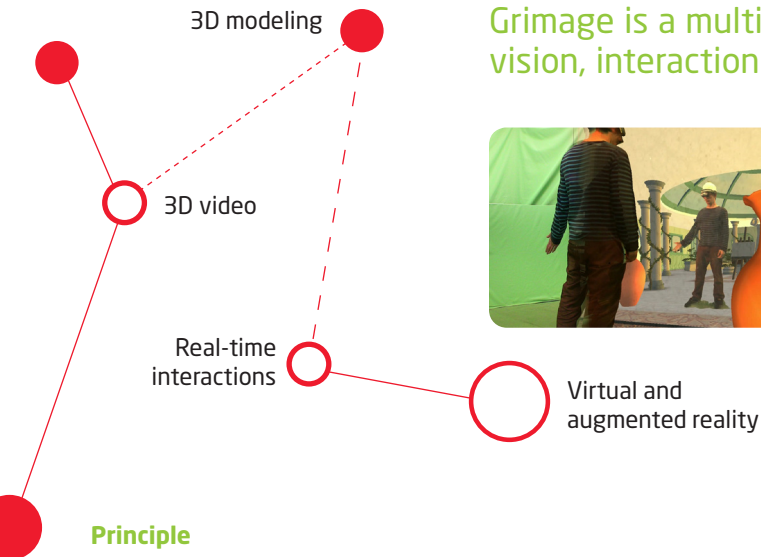 3D modeling
Grimage is a multi
vision, interaction
3D video
Real-time
interactions
Virtual and
augmented reality
Principle